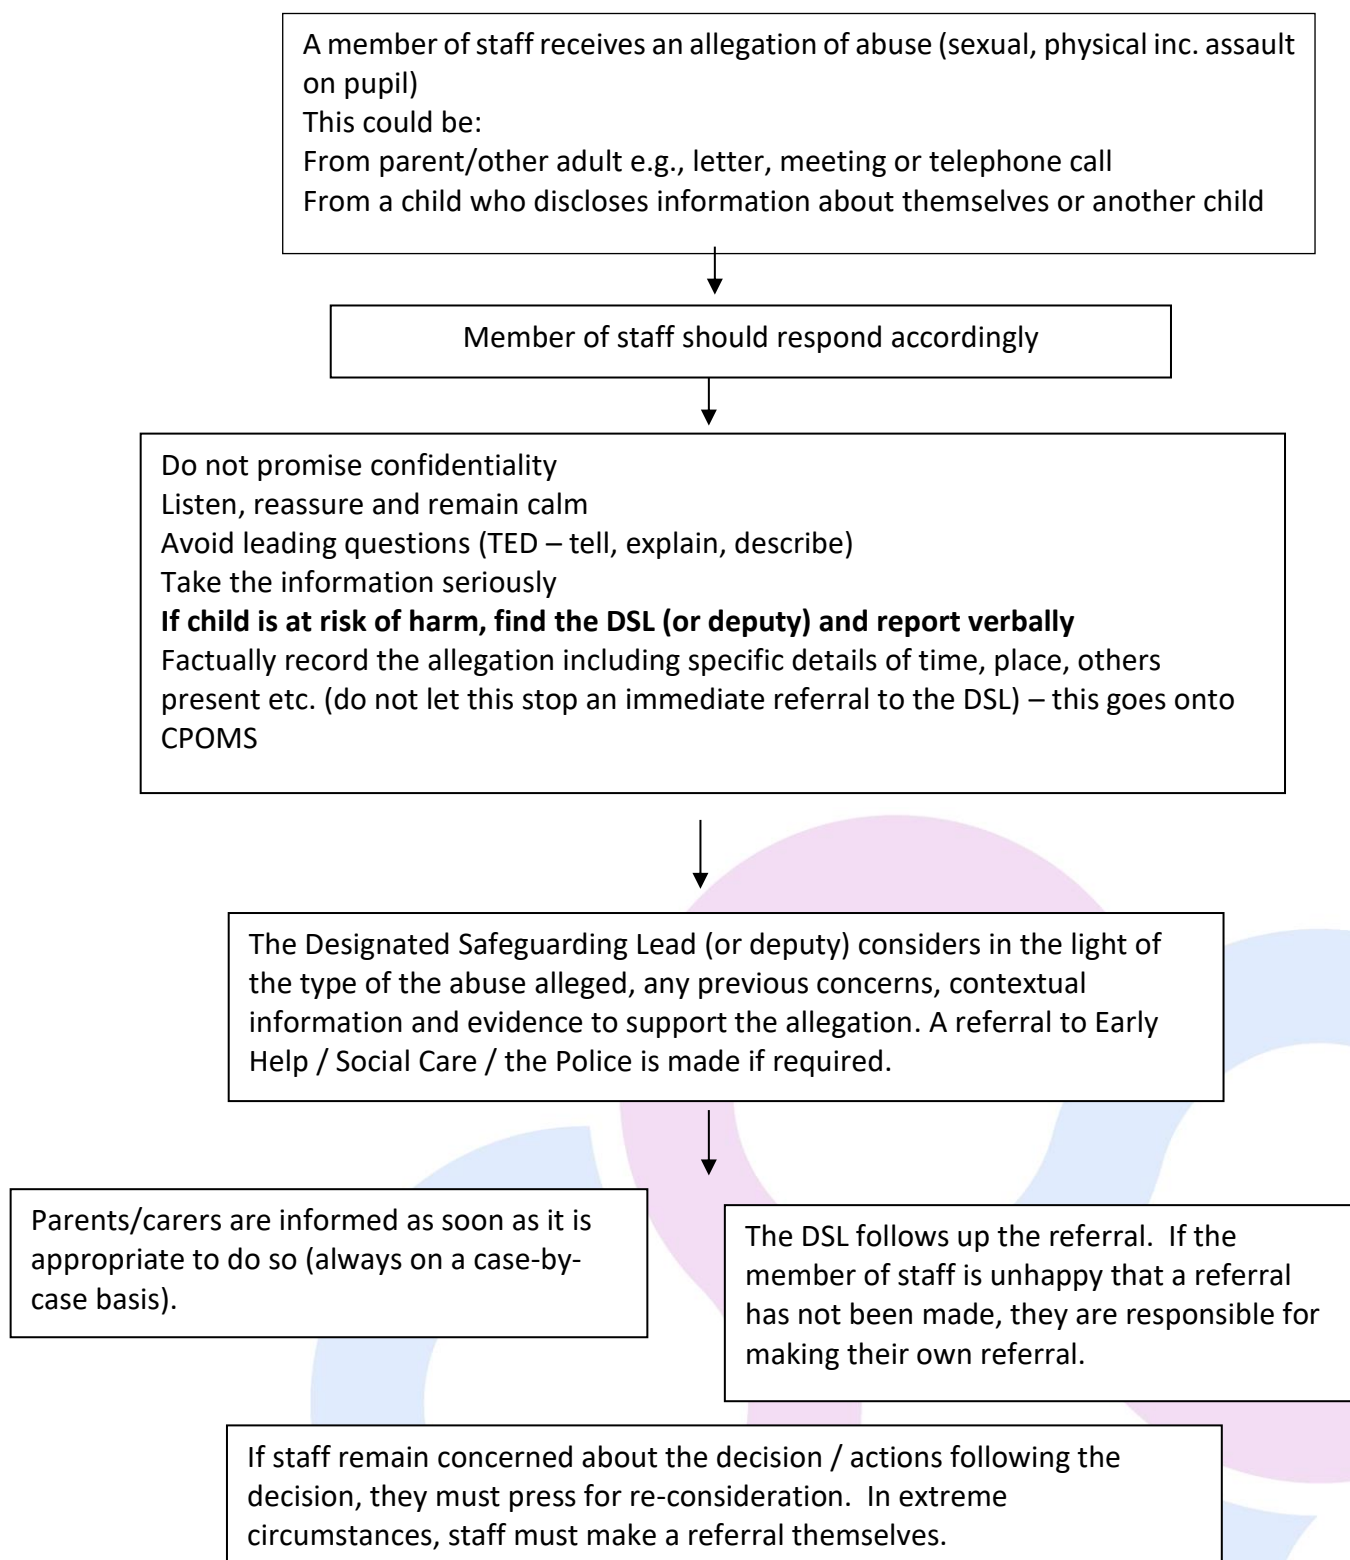 A member of staff receives an allegation of abuse (sexual, physical inc. assault
on pupil)
This could be:
From parent/other adult e.g., letter, meeting or telephone call
From a child who discloses information about themselves or another child
Member of staff should respond accordingly
Do not promise confidentiality
Listen, reassure and remain calm
Avoid leading questions (TED – tell, explain, describe)
Take the information seriously
If child is at risk of harm, find the DSL (or deputy) and report verbally
Factually record the allegation including specific details of time, place, others
present etc. (do not let this stop an immediate referral to the DSL) – this goes onto
CPOMS
The Designated Safeguarding Lead (or deputy) considers in the light of
the type of the abuse alleged, any previous concerns, contextual
information and evidence to support the allegation. A referral to Early
Help / Social Care / the Police is made if required.
Parents/carers are informed as soon as it is
appropriate to do so (always on a case-by-
case basis).
The DSL follows up the referral.  If the
member of staff is unhappy that a referral
has not been made, they are responsible for
making their own referral.
If staff remain concerned about the decision / actions following the
decision, they must press for re-consideration.  In extreme
circumstances, staff must make a referral themselves.